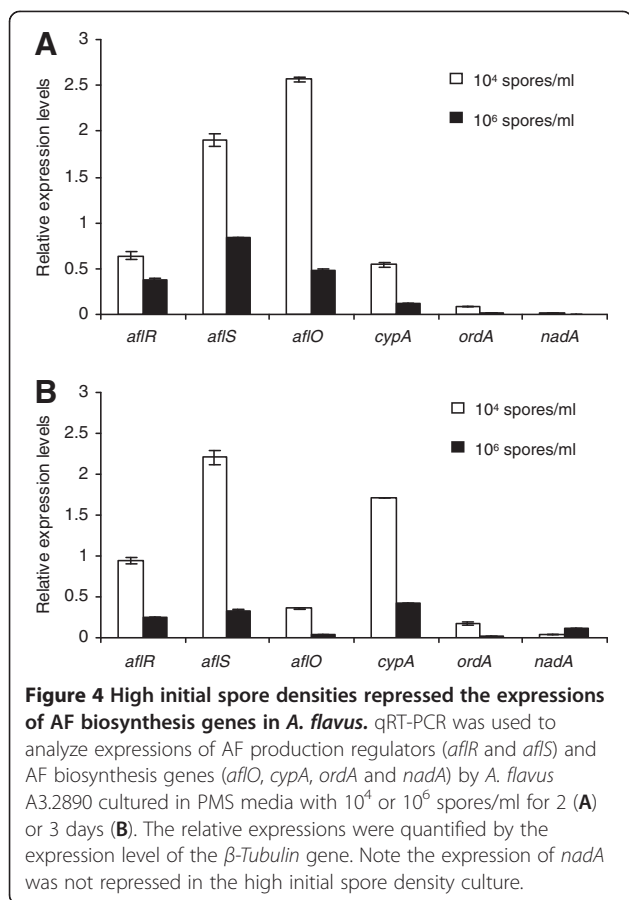 A
Relative expression levels
3
2.5
2
1.5
1
0.5
0
10⁴ spores/ml
10⁶ spores/ml
aflR aflS aflO cypA ordA nadA
B
Relative expression levels
3
2.5
2
1.5
1
0.5
0
10⁴ spores/ml
10⁶ spores/ml
aflR aflS aflO cypA ordA nadA
Figure 4 High initial spore densities repressed the expressions
of AF biosynthesis genes in A. flavus. qRT-PCR was used to
analyze expressions of AF production regulators (aflR and aflS) and
AF biosynthesis genes (aflO, cypA, ordA and nadA) by A. flavus
A3.2890 cultured in PMS media with 10⁴ or 10⁶ spores/ml for 2 (A)
or 3 days (B). The relative expressions were quantified by the
expression level of the β-Tubulin gene. Note the expression of nadA
was not repressed in the high initial spore density culture.